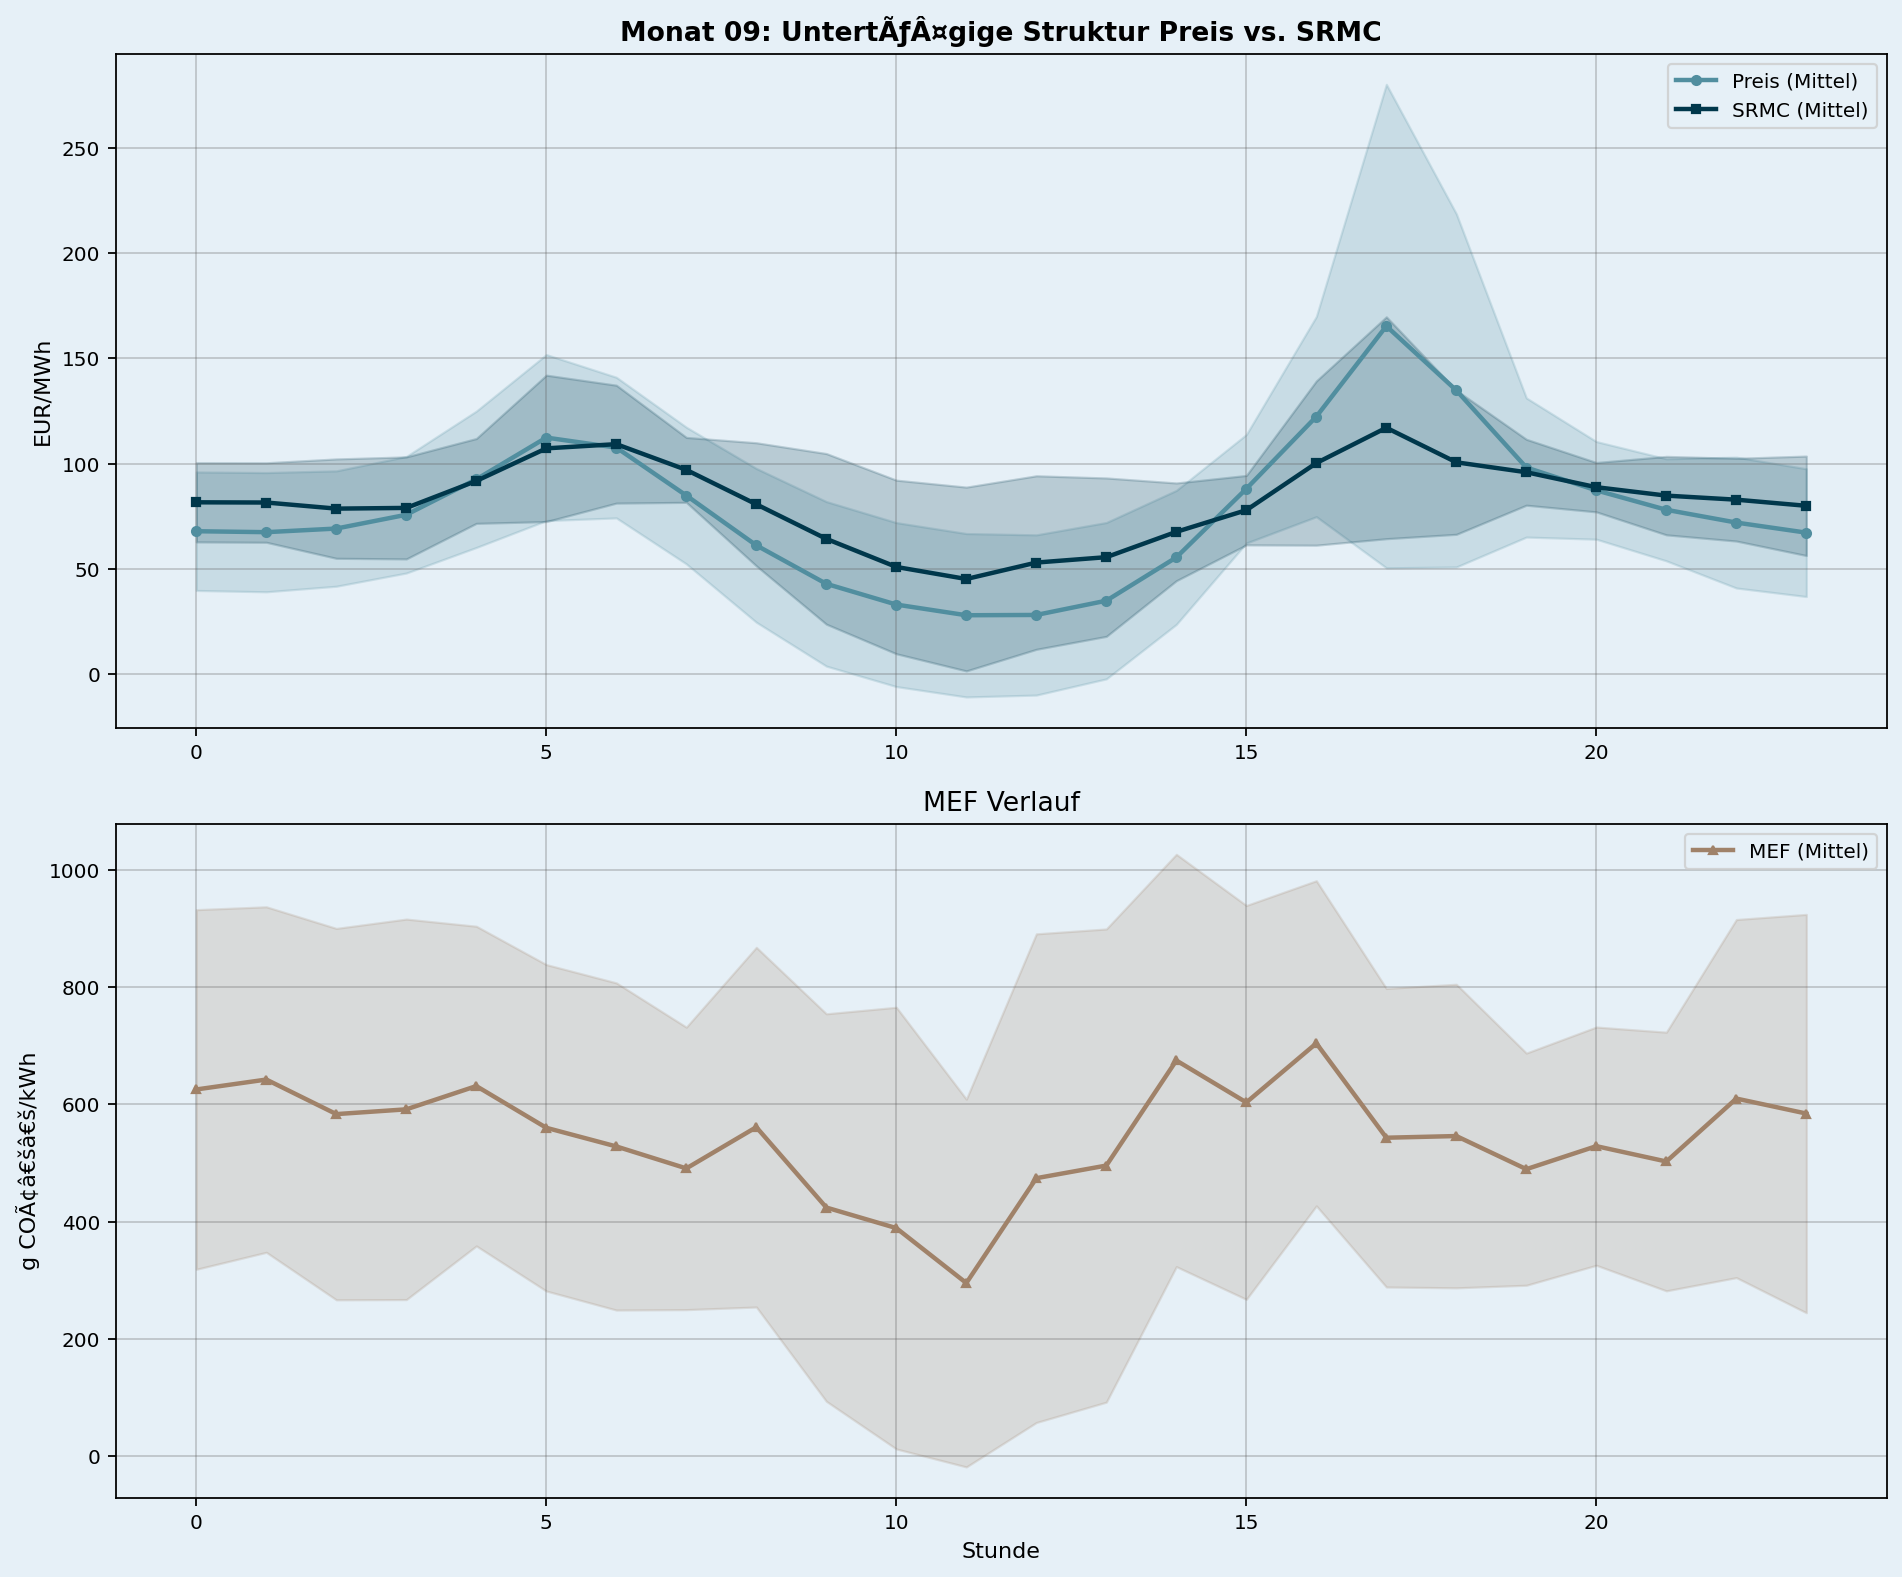 Monat 09: UntertÃƒÂ¤gige Struktur Preis vs. SRMC
Preis (Mittel)
SRMC (Mittel)
EUR/MWh
250
200
150
100
50
0
0 5 10 15 20
MEF Verlauf
MEF (Mittel)
g COÃ¢â€šâ€š/kWh
1000
800
600
400
200
0
0 5 10 15 20
Stunde